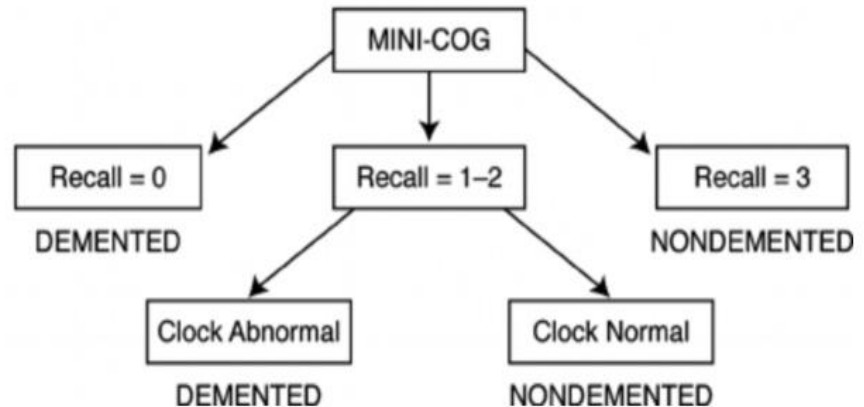 MINI-COG
Recall = 0
Recall = 1–2
Recall = 3
DEMENTED
NONDEMENTED
Clock Abnormal
Clock Normal
DEMENTED
NONDEMENTED